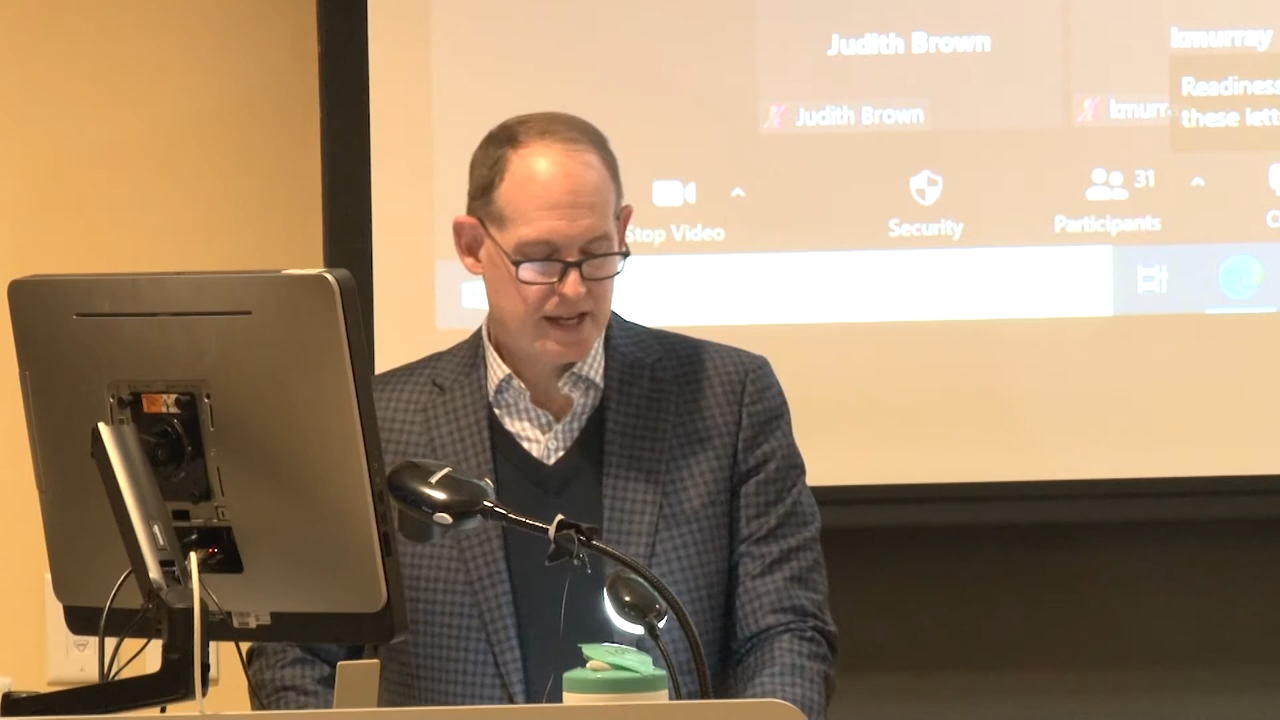 Judith Brown
kmurray
Readiness
these lett
Judith Brown
kmurr
Stop Video
Security
31
Participants